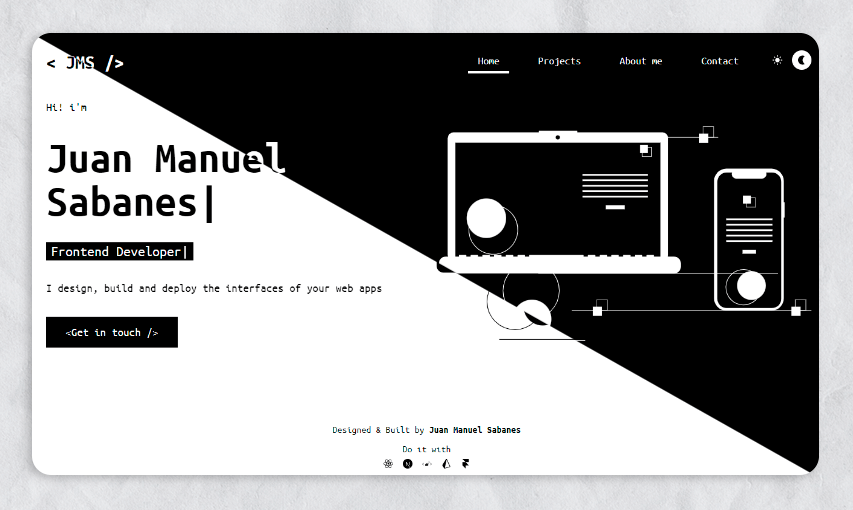 < JMS />
Home
Projects
About me
Contact
Hi! i'm
Juan Manuel
Sabanes|
Frontend Developer|
I design, build and deploy the interfaces of your web apps
<Get in touch />
Designed & Built by Juan Manuel Sabanes
Do it with